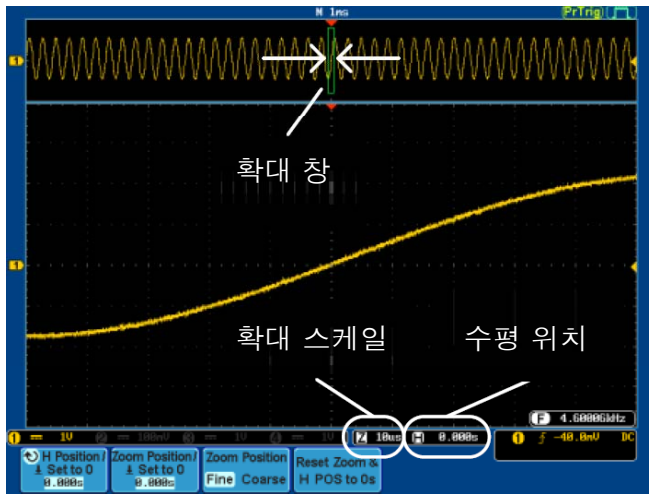 M 1ms PrTrig
1
확대 창
1
확대 스케일 수평 위치
F 4.60006kHz
1 1V 2 100mV 3 1V 4 1V Z 10us H 0.000s 1 -40.0mV DC
H Position / Set to 0 0.000s
Zoom Position / Set to 0 0.000s
Zoom Position
Fine Coarse
Reset Zoom &
H POS to 0s